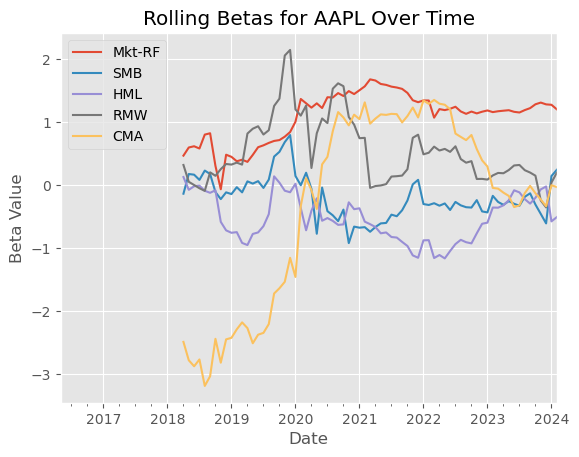 Rolling Betas for AAPL Over Time
Mkt-RF
SMB
HML
RMW
CMA
2
1
0
−1
−2
−3
Beta Value
2017 2018 2019 2020 2021 2022 2023 2024
Date